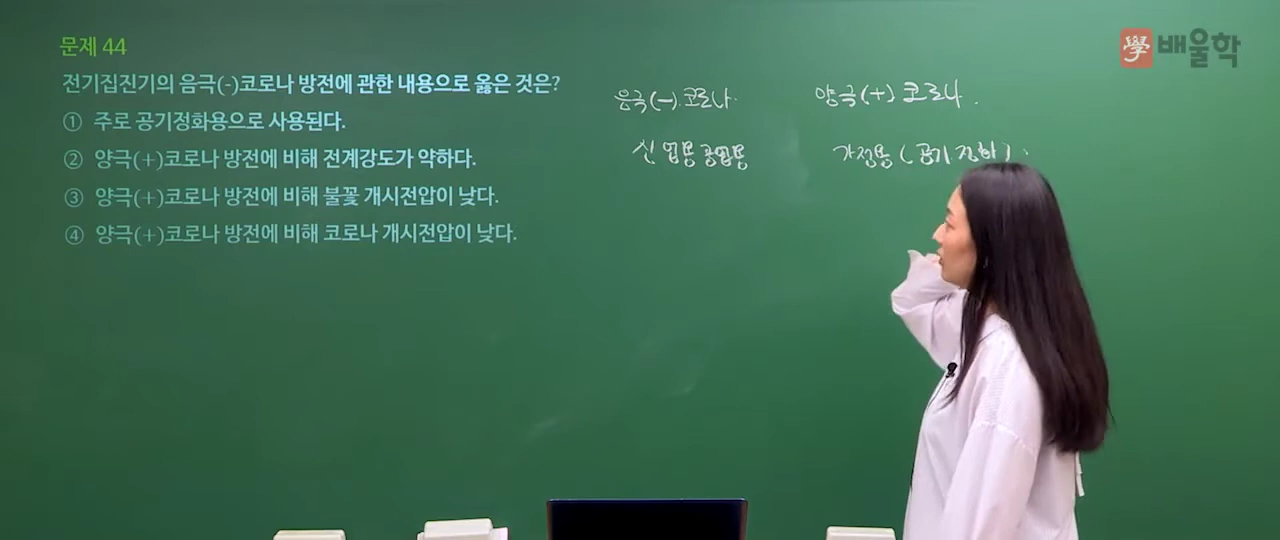 문제 44
전기집진기의 음극(-)코로나 방전에 관한 내용으로 옳은 것은?
① 주로 공기정화용으로 사용된다.
② 양극(+)코로나 방전에 비해 전계강도가 약하다.
③ 양극(+)코로나 방전에 비해 불꽃 개시전압이 낮다.
④ 양극(+)코로나 방전에 비해 코로나 개시전압이 낮다.
음극(-) 코로나. 양극(+) 코로나.
공업용 가정용 (공기 정화).
學 배울학